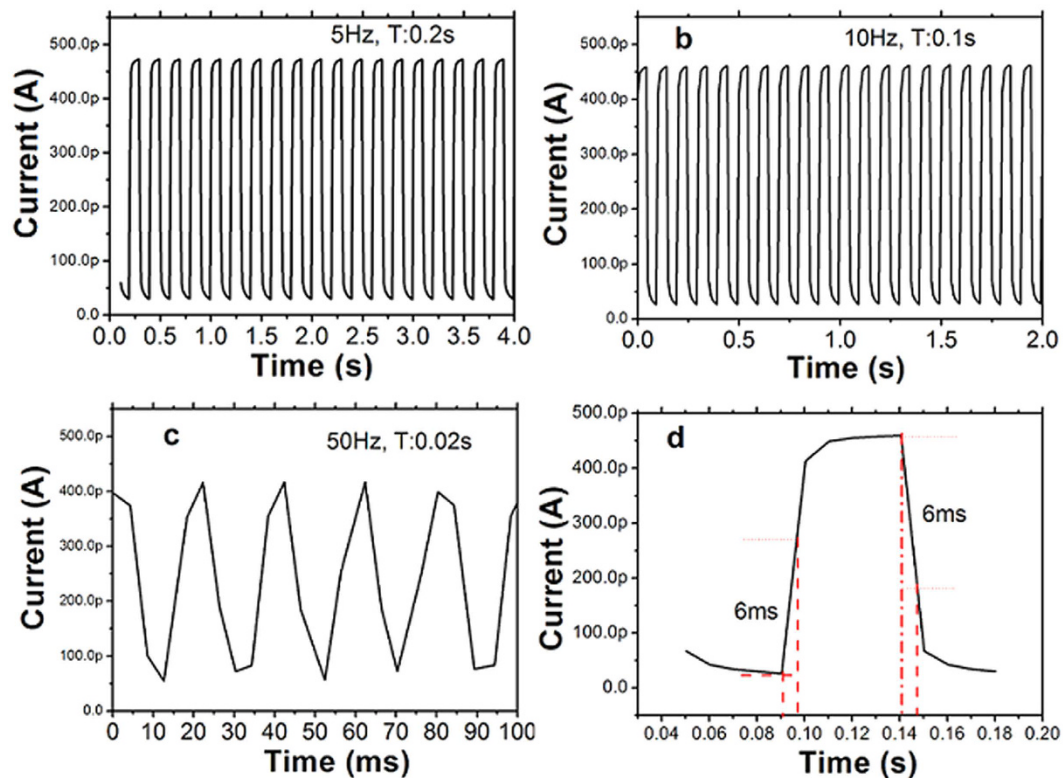 5Hz, T:0.2s
500.0p
400.0p
300.0p
200.0p
100.0p
0.0
Current (A)
0.0 0.5 1.0 1.5 2.0 2.5 3.0 3.5 4.0
Time (s)
b
10Hz, T:0.1s
500.0p
400.0p
300.0p
200.0p
100.0p
0.0
Current (A)
0.0 0.5 1.0 1.5 2.0
Time (s)
c
50Hz, T:0.02s
500.0p
400.0p
300.0p
200.0p
100.0p
0.0
Current (A)
0 10 20 30 40 50 60 70 80 90 100
Time (ms)
d
500.0p
400.0p
300.0p
200.0p
100.0p
0.0
Current (A)
6ms
6ms
0.04 0.06 0.08 0.10 0.12 0.14 0.16 0.18 0.20
Time (s)